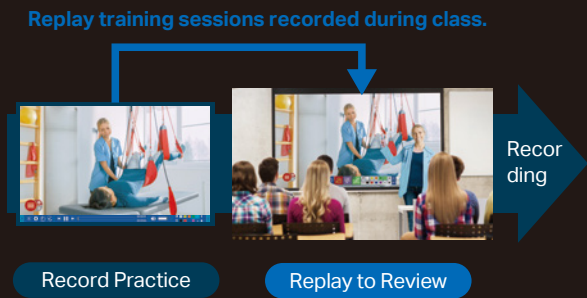 Replay training sessions recorded during class.
Recor
ding
Record Practice
Replay to Review